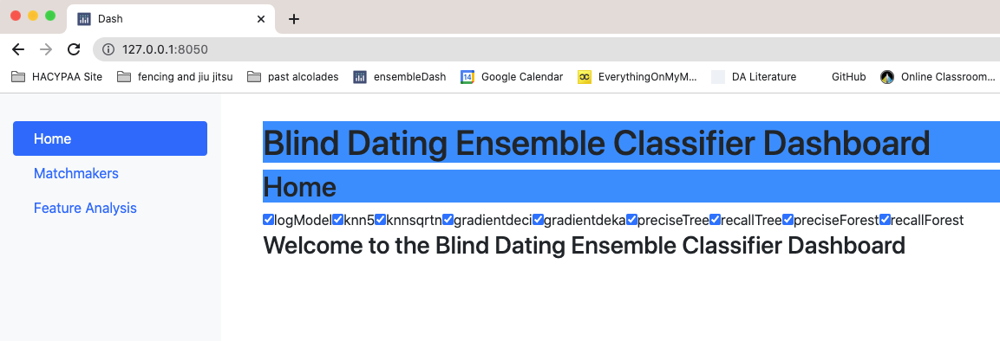 Dash
127.0.0.1:8050
HACYPAA Site fencing and jiu jitsu past alcolades ensembleDash 14 Google Calendar EverythingOnMyM... DA Literature GitHub Online Classroom...
Home
Matchmakers
Feature Analysis
Blind Dating Ensemble Classifier Dashboard
Home
logModel knn5 knnsqrtn gradientdeci gradientdeka preciseTree recallTree preciseForest recallForest
Welcome to the Blind Dating Ensemble Classifier Dashboard